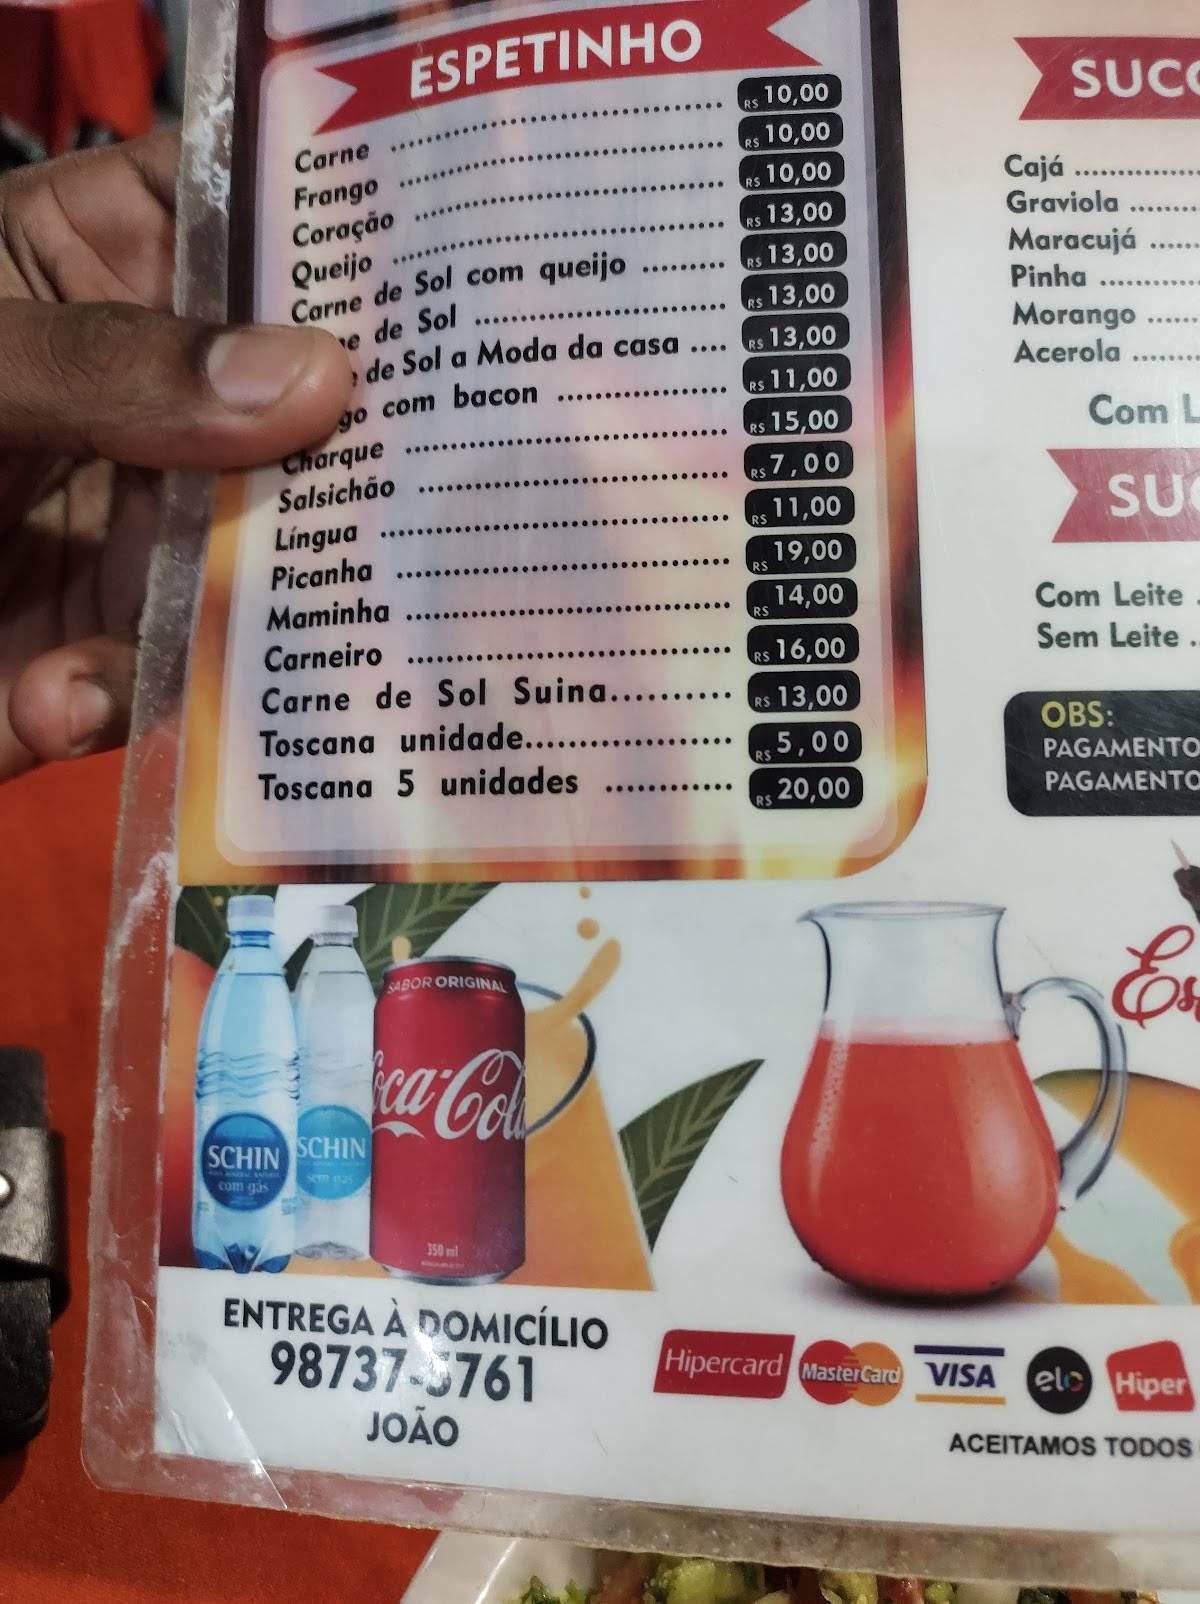 ESPETINHO
Carne ........ R$ 10,00
Frango ........ R$ 10,00
Coração ........ R$ 10,00
Queijo ........ R$ 13,00
Carne de Sol com queijo ........ R$ 13,00
de Sol ........ R$ 13,00
de Sol a Moda da casa .... R$ 13,00
com bacon ........ R$ 11,00
Charque ........ R$ 15,00
Salsichão ........ R$ 7,00
Língua ........ R$ 11,00
Picanha ........ R$ 19,00
Maminha ........ R$ 14,00
Carneiro ........ R$ 16,00
Carne de Sol Suina.......... R$ 13,00
Toscana unidade........ R$ 5,00
Toscana 5 unidades ........ R$ 20,00
SUCO
Cajá ........
Graviola ........
Maracujá ......
Pinha ........
Morango ......
Acerola ........
Com L
SUC
Com Leite .
Sem Leite ..
OBS:
PAGAMENTO
PAGAMENTO
Es
SABOR ORIGINAL
Coca-Cola
350 ml
SCHIN
com gás
SCHIN
sem gás
ENTREGA À DOMICÍLIO
98737-5761
JOÃO
Hipercard MasterCard VISA elo Hiper
ACEITAMOS TODOS